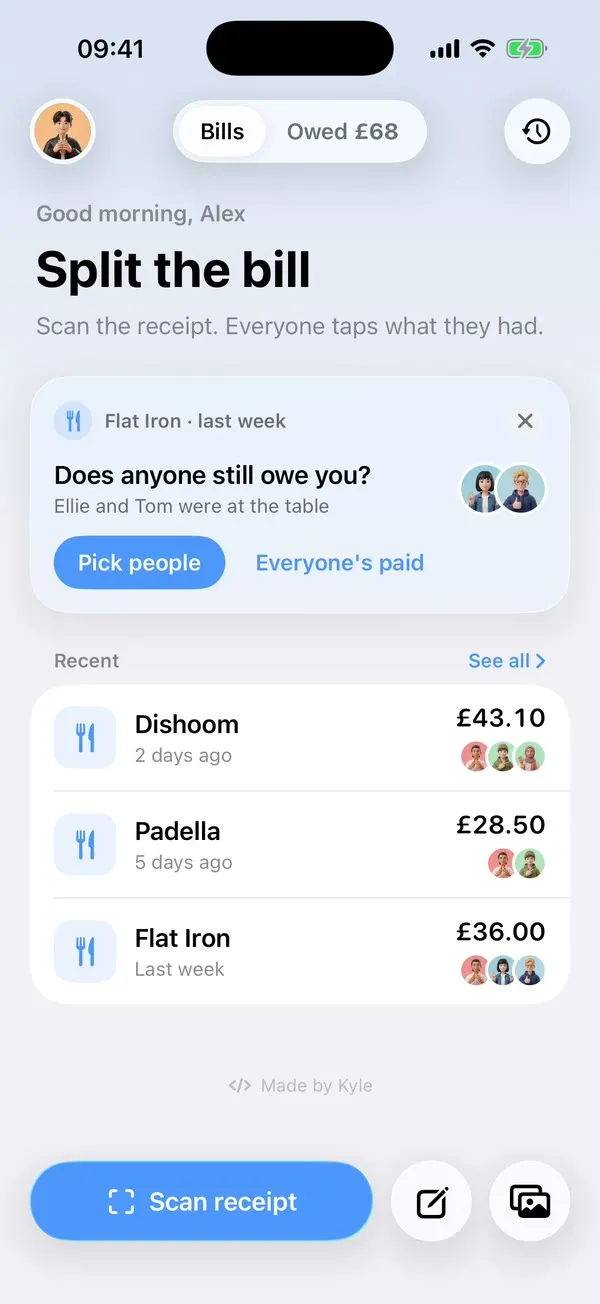 09:41
Bills
Owed £68
Good morning, Alex
Split the bill
Scan the receipt. Everyone taps what they had.
Flat Iron · last week
Does anyone still owe you?
Ellie and Tom were at the table
Pick people
Everyone's paid
Recent
See all
Dishoom
£43.10
2 days ago
Padella
£28.50
5 days ago
Flat Iron
£36.00
Last week
</> Made by Kyle
Scan receipt